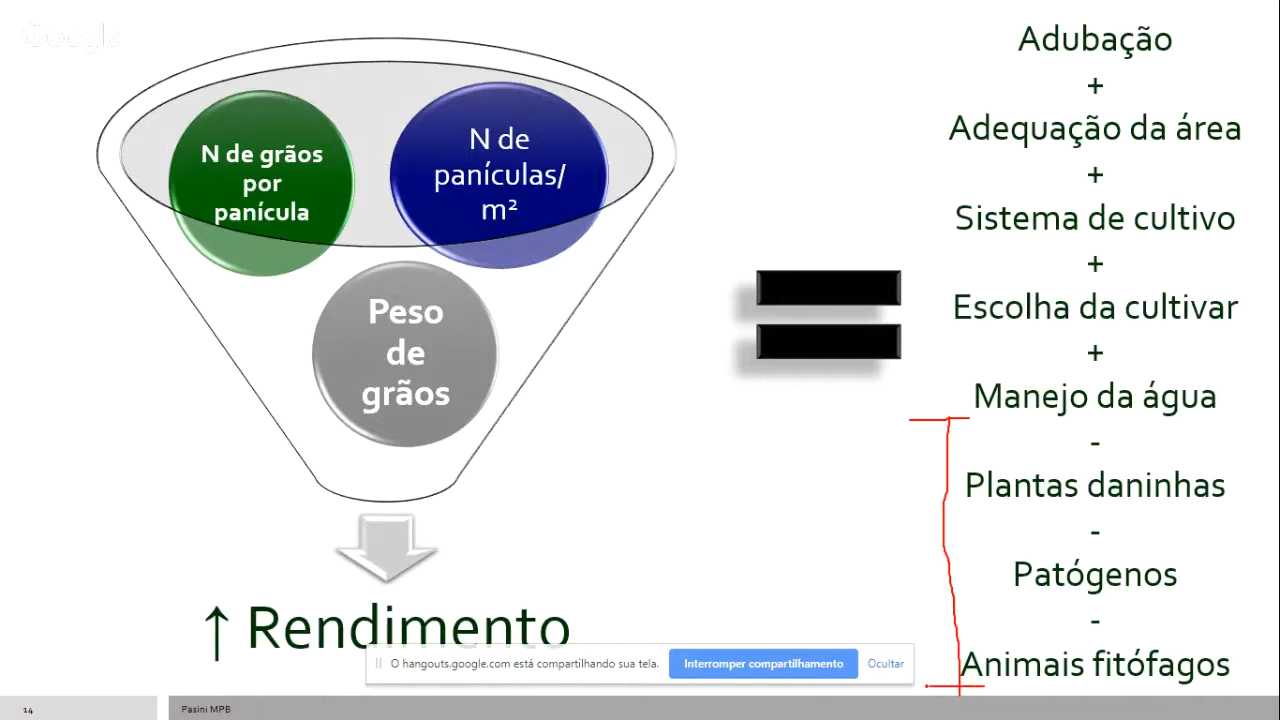 Google
N de grãos
por
panícula
N de
panículas/
m²
Peso
de
grãos
↑ Rendimento
Adubação
+
Adequação da área
+
Sistema de cultivo
+
Escolha da cultivar
+
Manejo da água
-
Plantas daninhas
-
Patógenos
-
Animais fitófagos
O hangouts.google.com está compartilhando sua tela.
Interromper compartilhamento
Ocultar
14
Pasini MPB